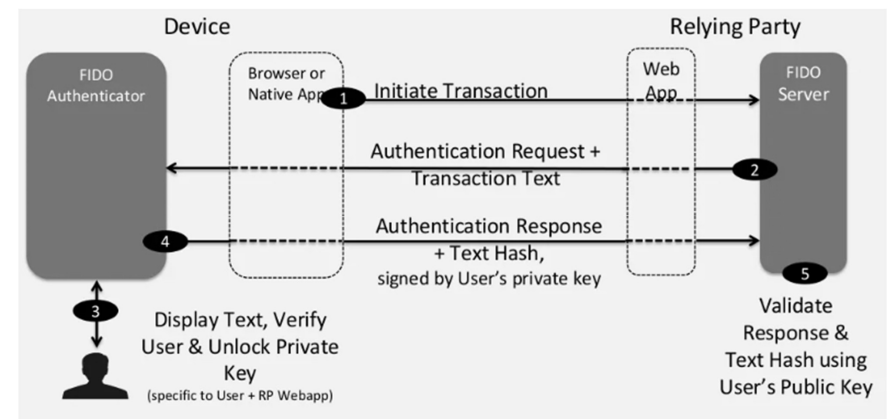 Device
Relying Party
FIDO
Authenticator
Browser or
Native App
1
Initiate Transaction
Web
App
FIDO
Server
Authentication Request +
Transaction Text
2
4
Authentication Response
+ Text Hash,
signed by User's private key
3
Display Text, Verify
User & Unlock Private
Key
(specific to User + RP Webapp)
5
Validate
Response &
Text Hash using
User's Public Key